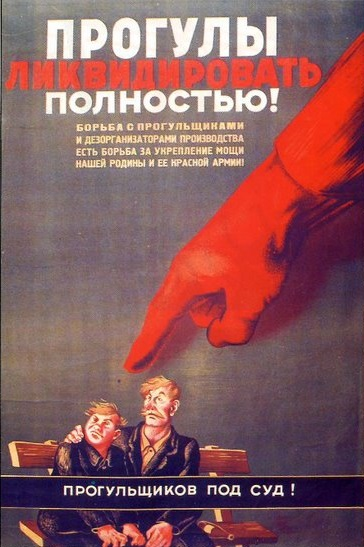 ПРОГУЛЫ
ЛИКВИДИРОВАТЬ
ПОЛНОСТЬЮ!
БОРЬБА С ПРОГУЛЬЩИКАМИ
И ДЕЗОРГАНИЗАТОРАМИ ПРОИЗВОДСТВА
ЕСТЬ БОРЬБА ЗА УКРЕПЛЕНИЕ МОЩИ
НАШЕЙ РОДИНЫ И ЕЕ КРАСНОЙ АРМИИ!
ПРОГУЛЬЩИКОВ ПОД СУД!